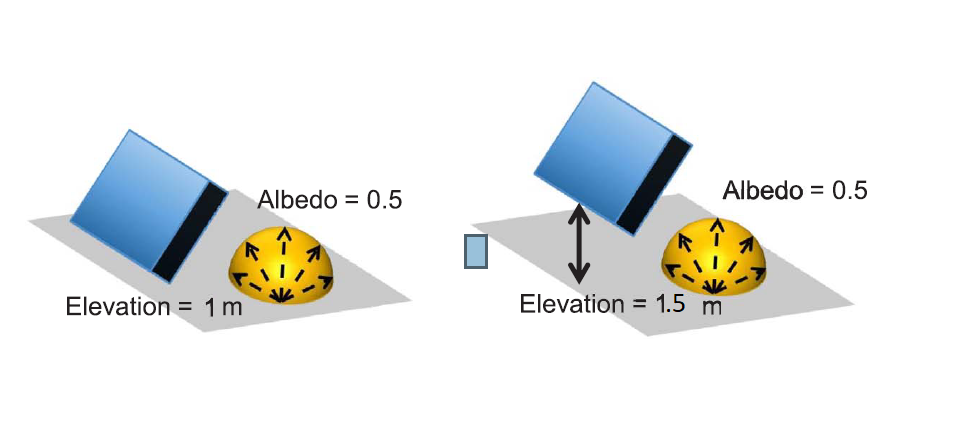 Albedo = 0.5
Elevation = 1 m
Albedo = 0.5
Elevation = 1.5 m